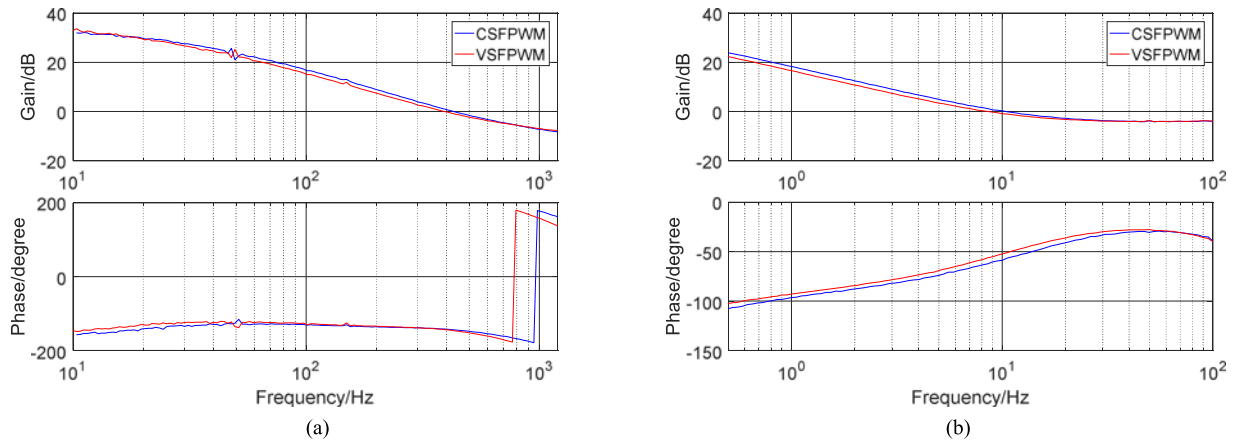 40
20
0
-20
Gain/dB
CSFPWM
VSFPWM
10^1
10^2
10^3
200
0
-200
Phase/degree
10^1
10^2
10^3
Frequency/Hz
(a)
40
20
0
-20
Gain/dB
CSFPWM
VSFPWM
10^0
10^1
10^2
0
-50
-100
-150
Phase/degree
10^0
10^1
10^2
Frequency/Hz
(b)